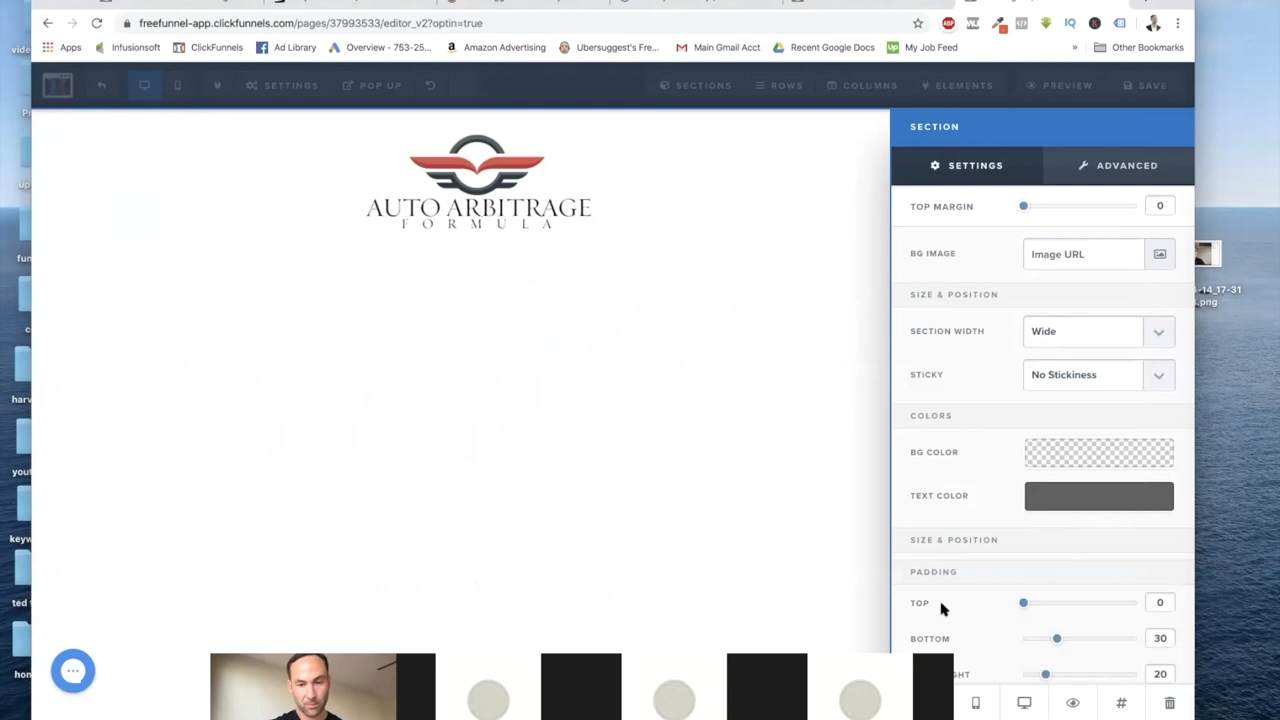 freefunnel-app.clickfunnels.com/pages/37993533/editor_v2?optin=true
Apps Infusionsoft ClickFunnels Ad Library Overview - 753-25... Amazon Advertising Ubersuggest's Fre... Main Gmail Acct Recent Google Docs My Job Feed » Other Bookmarks
SETTINGS POP UP SECTIONS ROWS COLUMNS ELEMENTS PREVIEW SAVE
SECTION
SETTINGS ADVANCED
AUTO ARBITRAGE
FORMULA
TOP MARGIN 0
BG IMAGE Image URL
SIZE & POSITION
SECTION WIDTH Wide
STICKY No Stickiness
COLORS
BG COLOR
TEXT COLOR
SIZE & POSITION
PADDING
TOP 0
BOTTOM 30
20
-14_17-31
.png